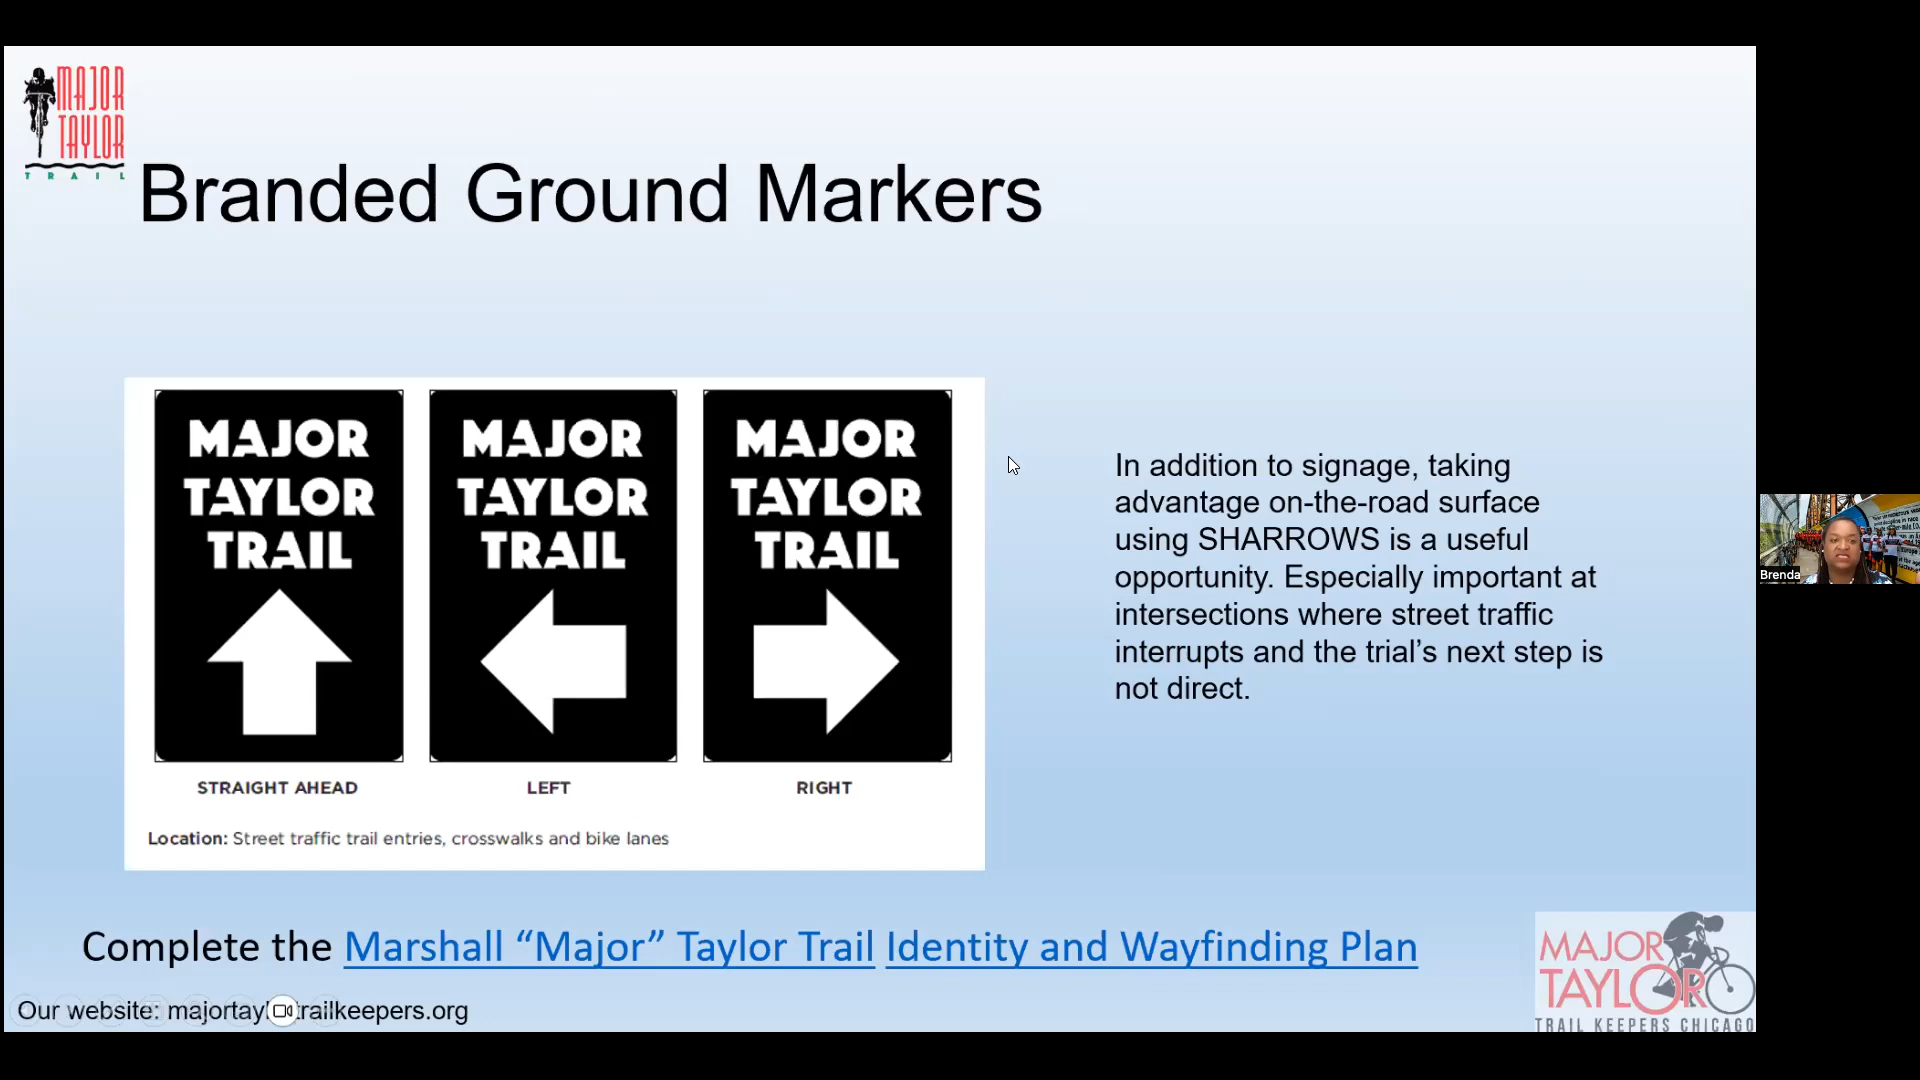 MAJOR
TAYLOR
TRAIL
Branded Ground Markers
MAJOR
TAYLOR
TRAIL
STRAIGHT AHEAD
MAJOR
TAYLOR
TRAIL
LEFT
MAJOR
TAYLOR
TRAIL
RIGHT
Location: Street traffic trail entries, crosswalks and bike lanes
In addition to signage, taking
advantage on-the-road surface
using SHARROWS is a useful
opportunity. Especially important at
intersections where street traffic
interrupts and the trial’s next step is
not direct.
Brenda
Complete the Marshall “Major” Taylor Trail Identity and Wayfinding Plan
Our website: majortayl trailkeepers.org
MAJOR
TAYLOR
TRAIL KEEPERS CHICAGO